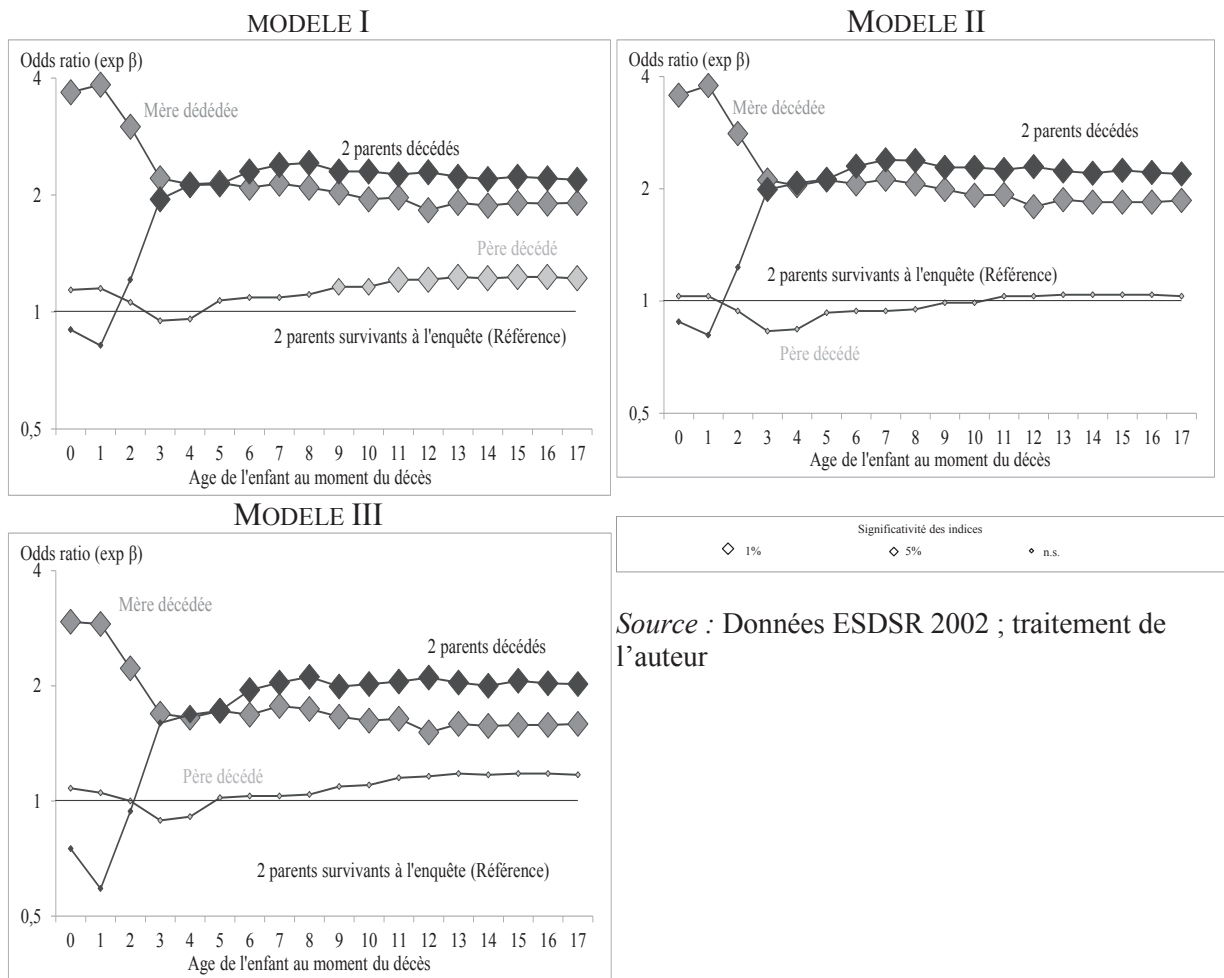 MODELE I
Odds ratio (exp β)
4
2
1
0,5
Mère dédédée
2 parents décédés
Père décédé
2 parents survivants à l'enquête (Référence)
0 1 2 3 4 5 6 7 8 9 10 11 12 13 14 15 16 17
Age de l'enfant au moment du décès
MODELE II
Odds ratio (exp β)
4
2
1
0,5
Mère décédée
2 parents décédés
2 parents survivants à l'enquête (Référence)
Père décédé
0 1 2 3 4 5 6 7 8 9 10 11 12 13 14 15 16 17
Age de l'enfant au moment du décès
MODELE III
Odds ratio (exp β)
4
2
1
0,5
Mère décédée
2 parents décédés
Père décédé
2 parents survivants à l'enquête (Référence)
0 1 2 3 4 5 6 7 8 9 10 11 12 13 14 15 16 17
Age de l'enfant au moment du décès
Significativité des indices
1% 5% n.s.
Source : Données ESDSR 2002 ; traitement de
l’auteur